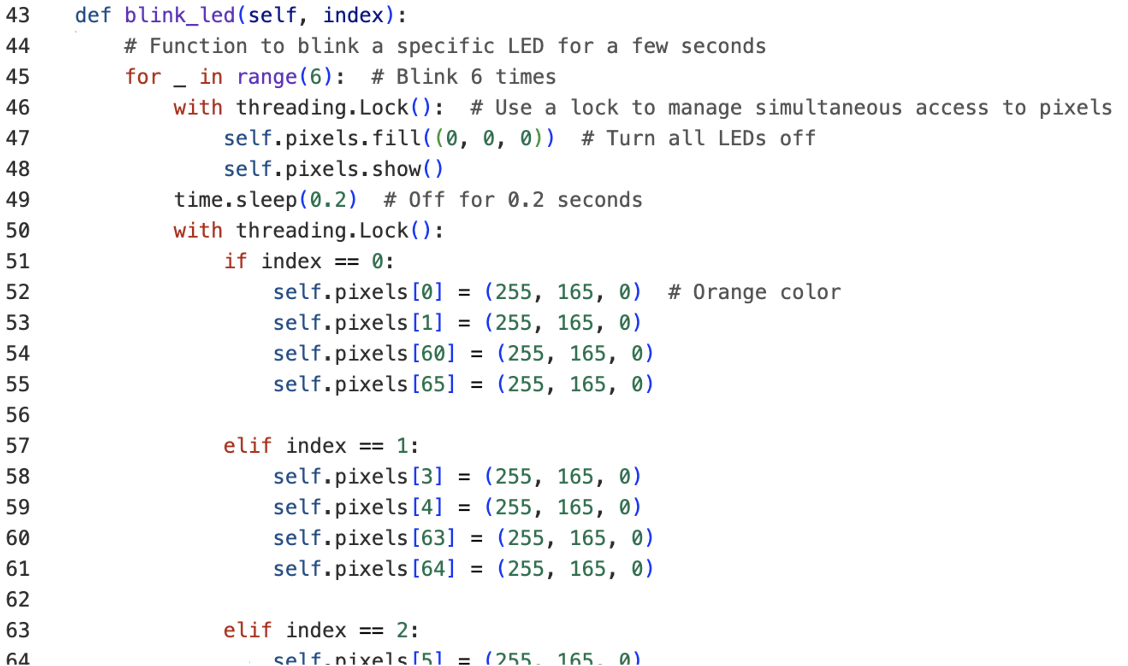 43    def blink_led(self, index):
44        # Function to blink a specific LED for a few seconds
45        for _ in range(6):  # Blink 6 times
46            with threading.Lock():  # Use a lock to manage simultaneous access to pixels
47                self.pixels.fill((0, 0, 0))  # Turn all LEDs off
48                self.pixels.show()
49            time.sleep(0.2)  # Off for 0.2 seconds
50            with threading.Lock():
51                if index == 0:
52                    self.pixels[0] = (255, 165, 0)  # Orange color
53                    self.pixels[1] = (255, 165, 0)
54                    self.pixels[60] = (255, 165, 0)
55                    self.pixels[65] = (255, 165, 0)
56
57                elif index == 1:
58                    self.pixels[3] = (255, 165, 0)
59                    self.pixels[4] = (255, 165, 0)
60                    self.pixels[63] = (255, 165, 0)
61                    self.pixels[64] = (255, 165, 0)
62
63                elif index == 2:
64                    self.pixels[5] = (255, 165, 0)